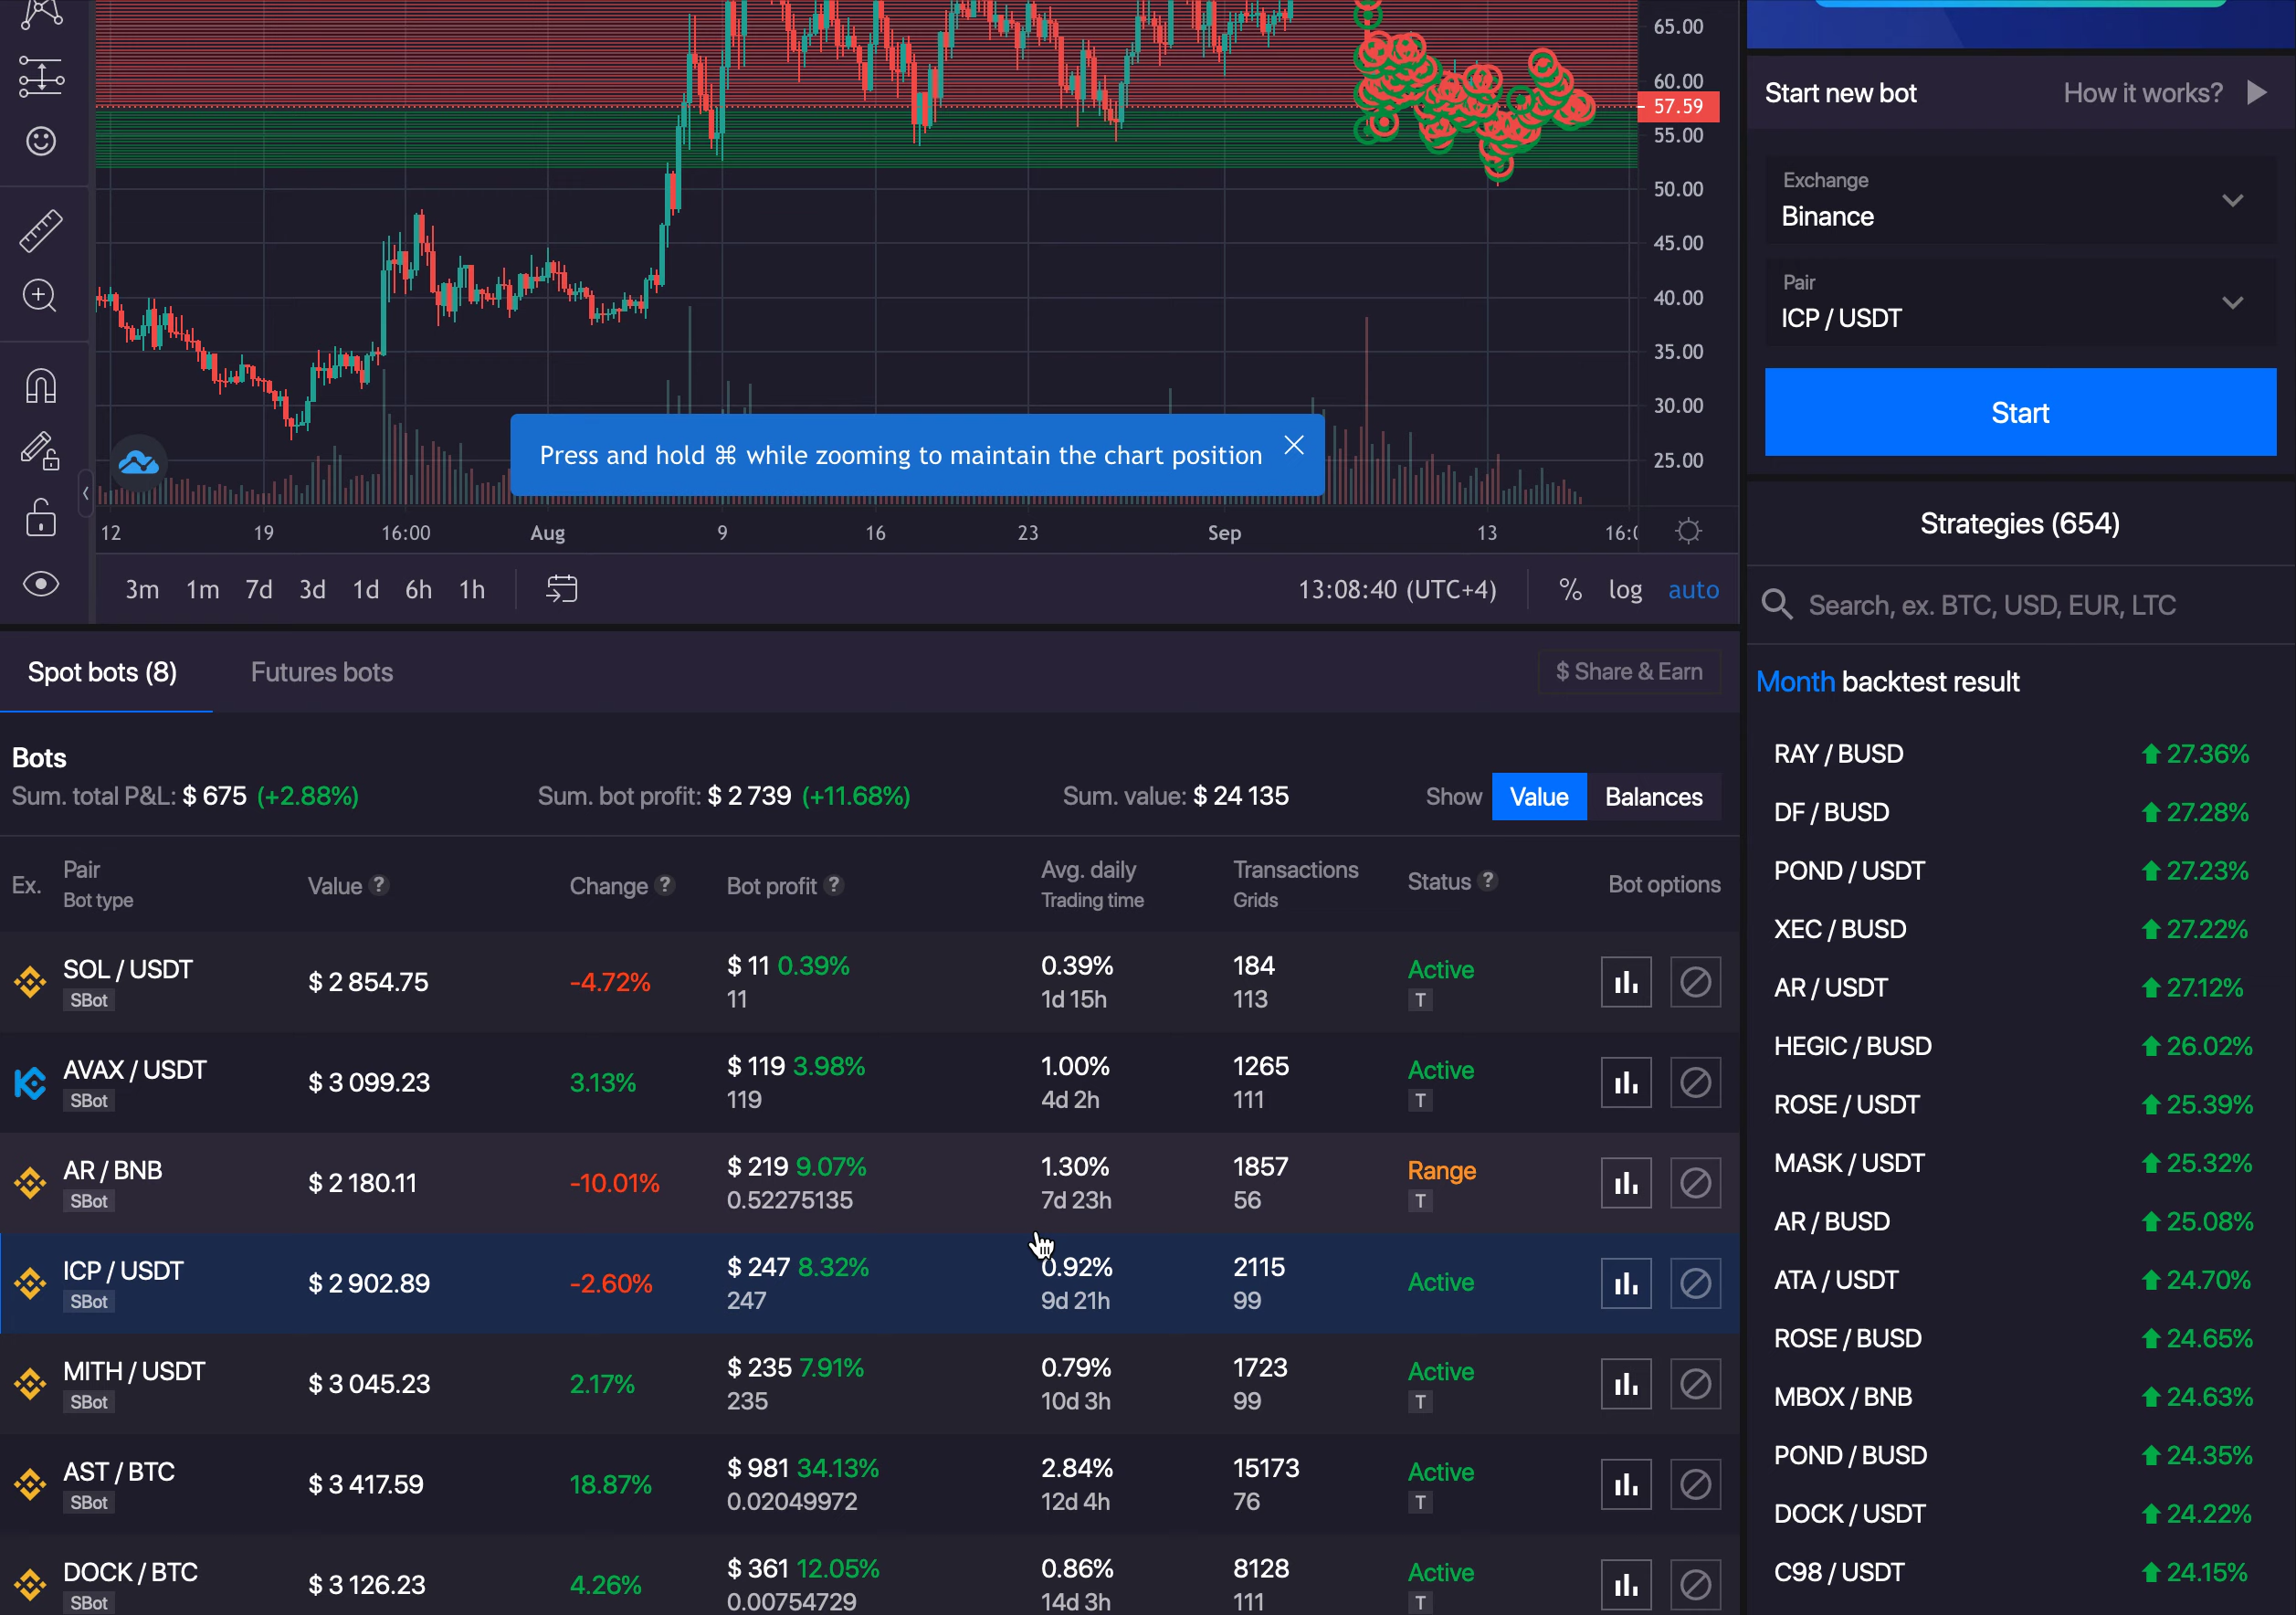 65.00
60.00
57.59
55.00
50.00
45.00
40.00
35.00
30.00
25.00
Press and hold ⌘ while zooming to maintain the chart position
12 19 16:00 Aug 9 16 23 Sep 13
3m 1m 7d 3d 1d 6h 1h 13:08:40 (UTC+4) % log auto
Spot bots (8) Futures bots $ Share & Earn
Bots
Sum. total P&L: $ 675 (+2.88%) Sum. bot profit: $ 2 739 (+11.68%) Sum. value: $ 24 135 Show Value Balances
Ex. Pair Value ? Change ? Bot profit ? Avg. daily Transactions Status ? Bot options
Bot type Trading time Grids
SOL / USDT $ 2 854.75 -4.72% $ 11 0.39% 0.39% 184 Active
SBot 11 1d 15h 113 T
AVAX / USDT $ 3 099.23 3.13% $ 119 3.98% 1.00% 1265 Active
SBot 119 4d 2h 111 T
AR / BNB $ 2 180.11 -10.01% $ 219 9.07% 1.30% 1857 Range
SBot 0.52275135 7d 23h 56 T
ICP / USDT $ 2 902.89 -2.60% $ 247 8.32% 0.92% 2115 Active
SBot 247 9d 21h 99
MITH / USDT $ 3 045.23 2.17% $ 235 7.91% 0.79% 1723 Active
SBot 235 10d 3h 99 T
AST / BTC $ 3 417.59 18.87% $ 981 34.13% 2.84% 15173 Active
SBot 0.02049972 12d 4h 76 T
DOCK / BTC $ 3 126.23 4.26% $ 361 12.05% 0.86% 8128 Active
SBot 0.00754729 14d 3h 111 T
Start new bot How it works?
Exchange
Binance
Pair
ICP / USDT
Start
Strategies (654)
Search, ex. BTC, USD, EUR, LTC
Month backtest result
RAY / BUSD 27.36%
DF / BUSD 27.28%
POND / USDT 27.23%
XEC / BUSD 27.22%
AR / USDT 27.12%
HEGIC / BUSD 26.02%
ROSE / USDT 25.39%
MASK / USDT 25.32%
AR / BUSD 25.08%
ATA / USDT 24.70%
ROSE / BUSD 24.65%
MBOX / BNB 24.63%
POND / BUSD 24.35%
DOCK / USDT 24.22%
C98 / USDT 24.15%